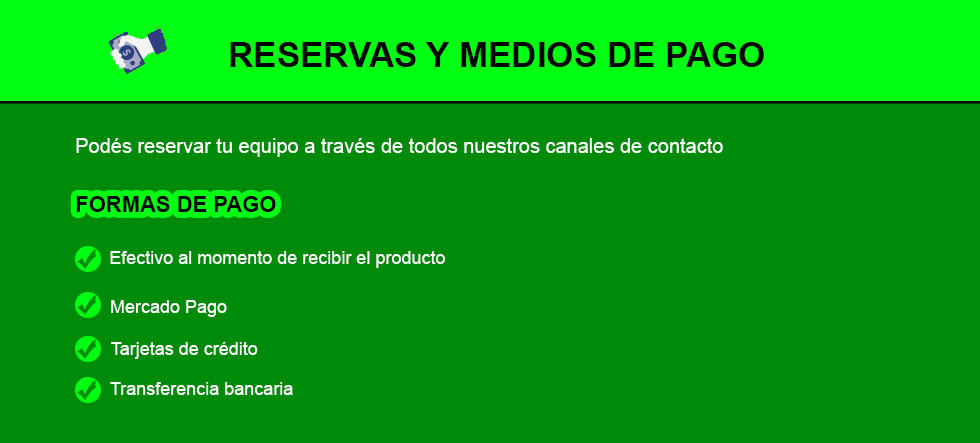 RESERVAS Y MEDIOS DE PAGO
Podés reservar tu equipo a través de todos nuestros canales de contacto
FORMAS DE PAGO
Efectivo al momento de recibir el producto
Mercado Pago
Tarjetas de crédito
Transferencia bancaria